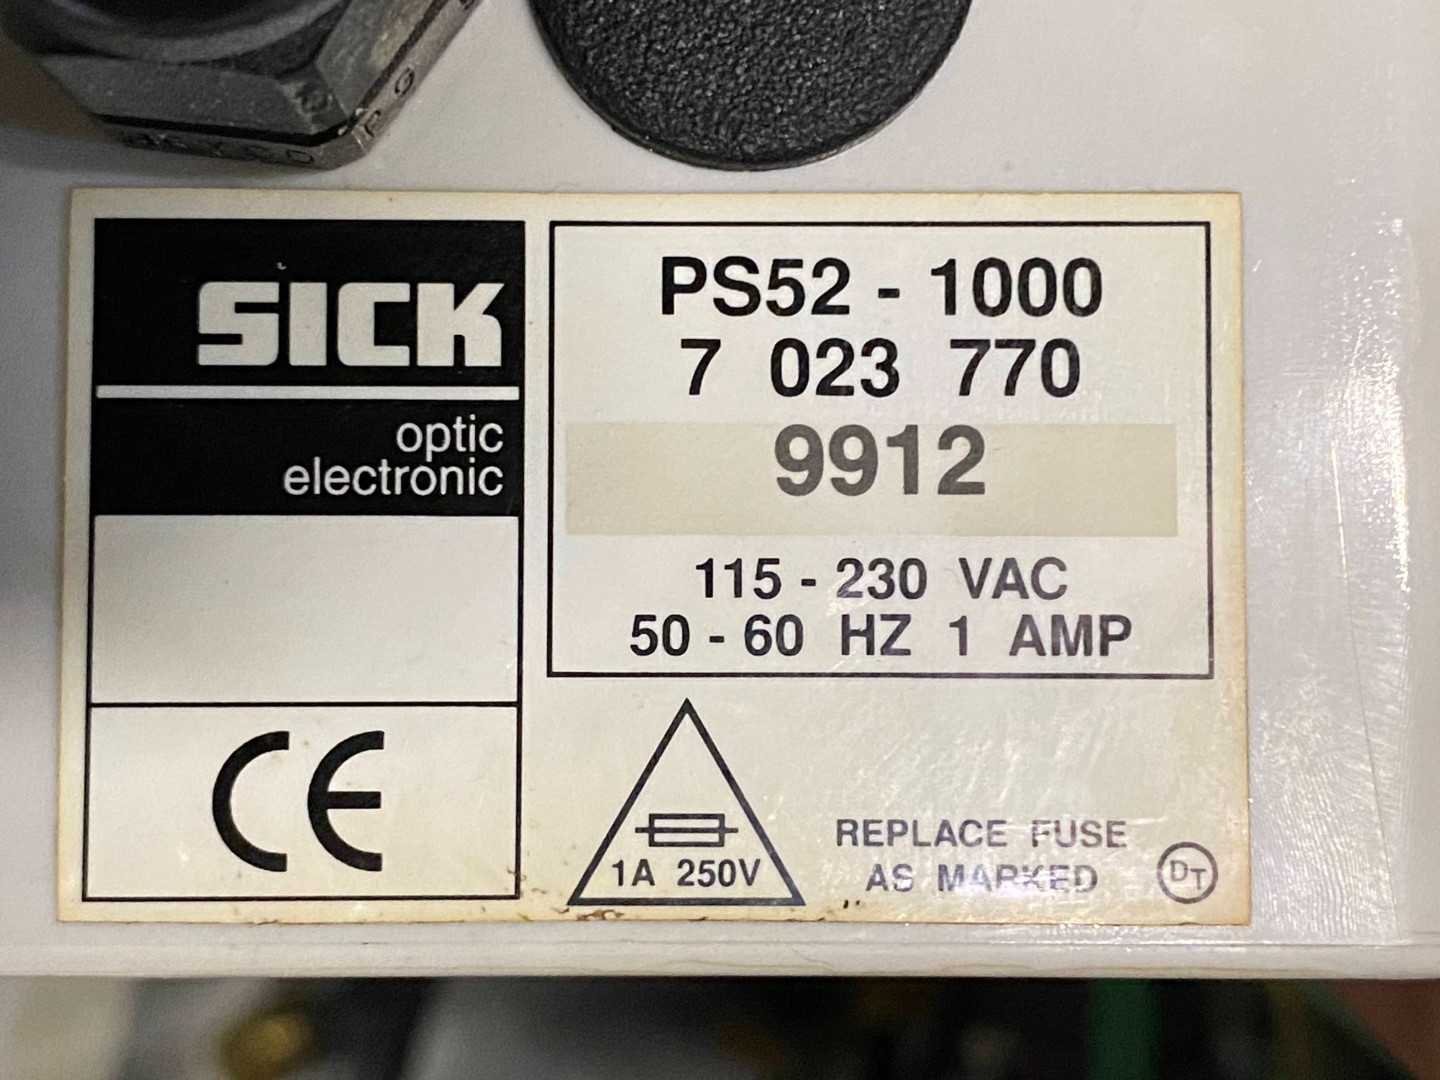 SICK
optic
electronic
PS52 - 1000
7 023 770
9912
115 - 230 VAC
50 - 60 HZ 1 AMP
CE
1A 250V
REPLACE FUSE
AS MARKED
DT